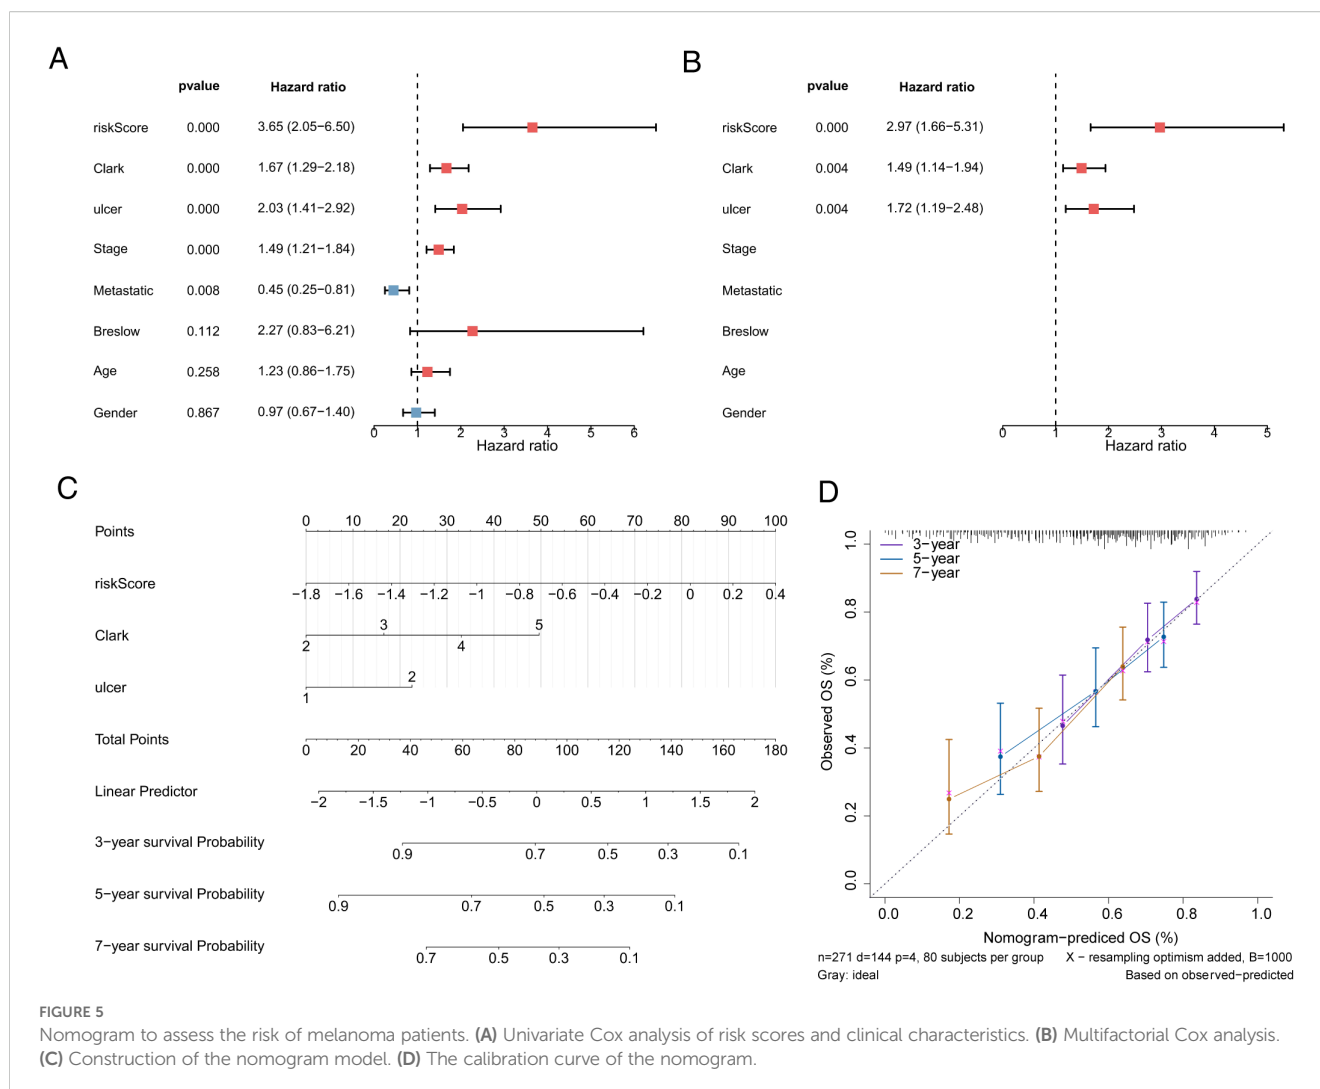 A
pvalue Hazard ratio
riskScore 0.000 3.65 (2.05−6.50)
Clark 0.000 1.67 (1.29−2.18)
ulcer 0.000 2.03 (1.41−2.92)
Stage 0.000 1.49 (1.21−1.84)
Metastatic 0.008 0.45 (0.25−0.81)
Breslow 0.112 2.27 (0.83−6.21)
Age 0.258 1.23 (0.86−1.75)
Gender 0.867 0.97 (0.67−1.40)
0 1 2 3 4 5 6
Hazard ratio
B
pvalue Hazard ratio
riskScore 0.000 2.97 (1.66−5.31)
Clark 0.004 1.49 (1.14−1.94)
ulcer 0.004 1.72 (1.19−2.48)
Stage
Metastatic
Breslow
Age
Gender
0 1 2 3 4 5
Hazard ratio
C
Points 0 10 20 30 40 50 60 70 80 90 100
riskScore −1.8 −1.6 −1.4 −1.2 −1 −0.8 −0.6 −0.4 −0.2 0 0.2 0.4
Clark 2 3 4 5
ulcer 1 2
Total Points 0 20 40 60 80 100 120 140 160 180
Linear Predictor −2 −1.5 −1 −0.5 0 0.5 1 1.5 2
3−year survival Probability 0.9 0.7 0.5 0.3 0.1
5−year survival Probability 0.9 0.7 0.5 0.3 0.1
7−year survival Probability 0.7 0.5 0.3 0.1
D
3−year
5−year
7−year
Observed OS (%)
1.0
0.8
0.6
0.4
0.2
0.0
0.0 0.2 0.4 0.6 0.8 1.0
Nomogram−prediced OS (%)
n=271 d=144 p=4, 80 subjects per group X − resampling optimism added, B=1000
Gray: ideal Based on observed−predicted
FIGURE 5
Nomogram to assess the risk of melanoma patients. (A) Univariate Cox analysis of risk scores and clinical characteristics. (B) Multifactorial Cox analysis.
(C) Construction of the nomogram model. (D) The calibration curve of the nomogram.